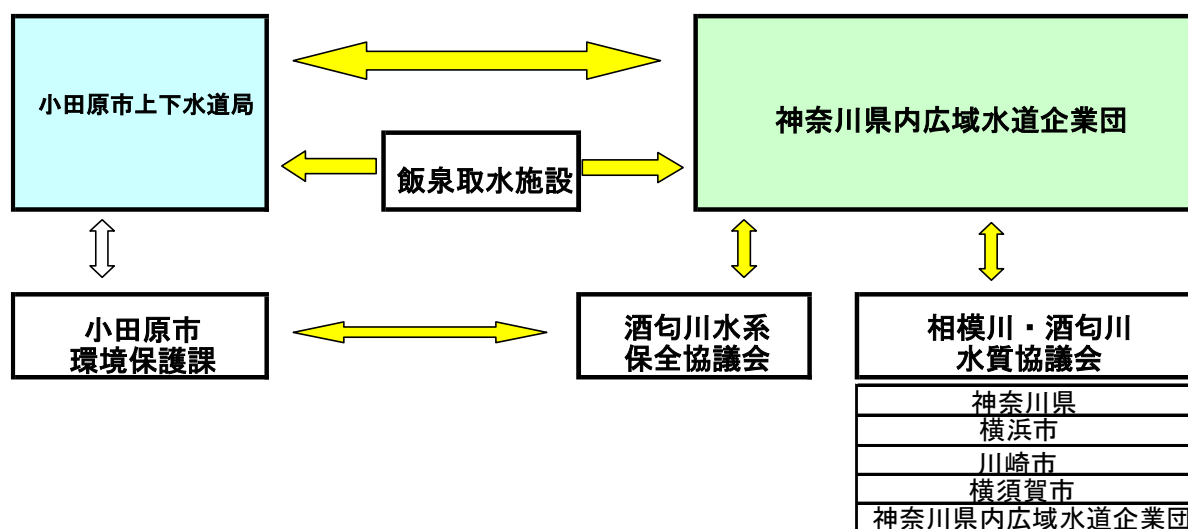 小田原市上下水道局
神奈川県内広域水道企業団
飯泉取水施設
小田原市
環境保護課
酒匂川水系
保全協議会
相模川・酒匂川
水質協議会
神奈川県
横浜市
川崎市
横須賀市
神奈川県内広域水道企業団